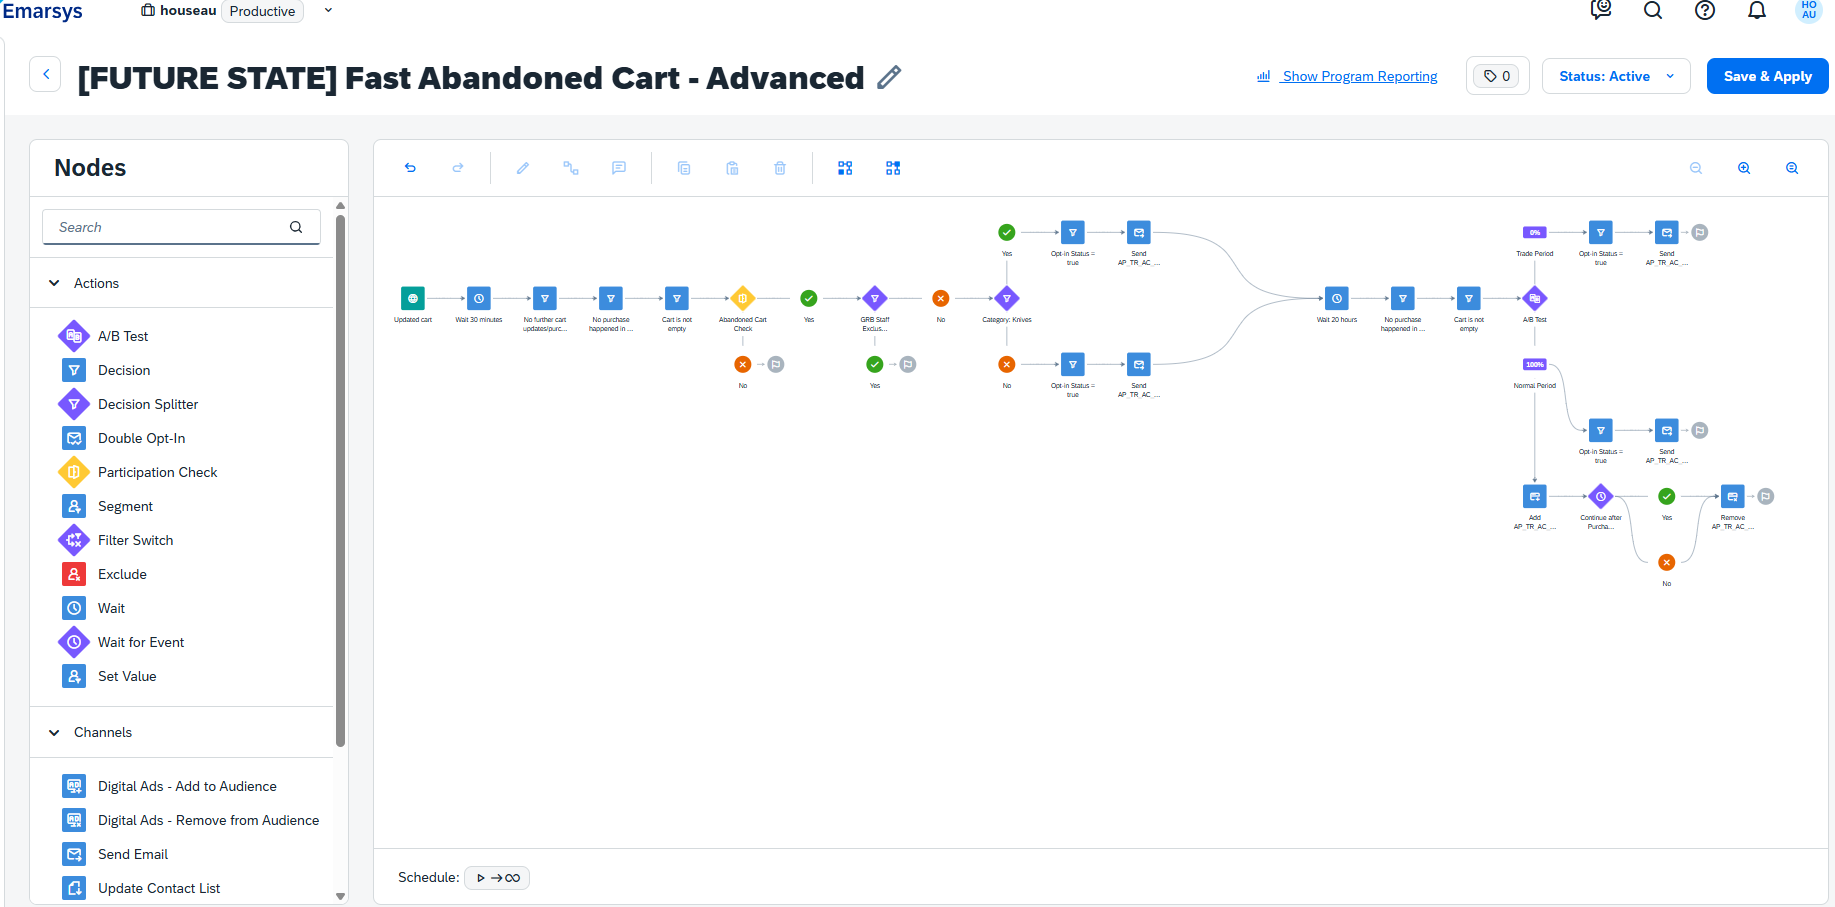 Emarsys
houseau
Productive
HO
AU
[FUTURE STATE] Fast Abandoned Cart - Advanced
Show Program Reporting
0
Status: Active
Save & Apply
Nodes
Search
Actions
A/B Test
Decision
Decision Splitter
Double Opt-In
Participation Check
Segment
Filter Switch
Exclude
Wait
Wait for Event
Set Value
Channels
Digital Ads - Add to Audience
Digital Ads - Remove from Audience
Send Email
Update Contact List
Yes
Opt-in Status =
true
Send
AP_TR_AC_...
0%
Trade Period
Opt-in Status =
true
Send
AP_TR_AC_...
Updated cart
Wait 30 minutes
No further cart
updates/purc...
No purchase
happened in ...
Cart is not
empty
Abandoned Cart
Check
Yes
GRB Staff
Exclus...
No
Category: Knives
Wait 20 hours
No purchase
happened in ...
Cart is not
empty
A/B Test
No
Yes
No
Opt-in Status =
true
Send
AP_TR_AC_...
100%
Normal Period
Opt-in Status =
true
Send
AP_TR_AC_...
Add
AP_TR_AC_...
Continue after
Purcha...
Yes
Remove
AP_TR_AC_...
No
Schedule: